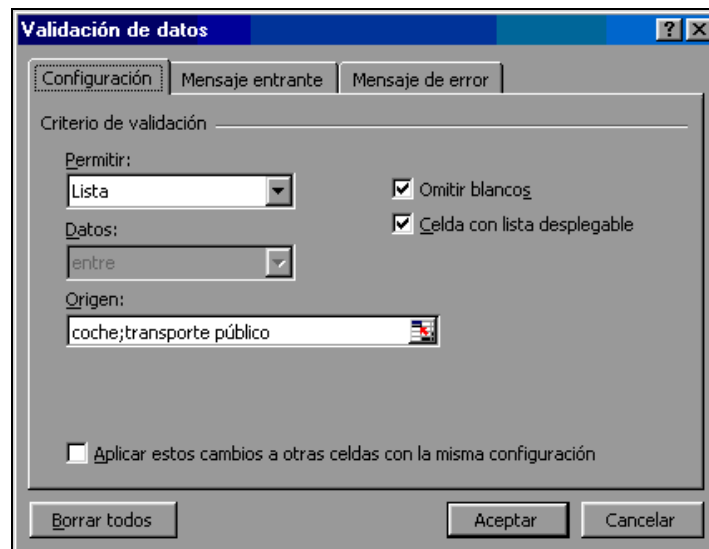 Validación de datos
Configuración Mensaje entrante Mensaje de error
Criterio de validación
Permitir:
Lista
Omitir blancos
Datos:
Celda con lista desplegable
entre
Origen:
coche;transporte público
Aplicar estos cambios a otras celdas con la misma configuración
Borrar todos Aceptar Cancelar